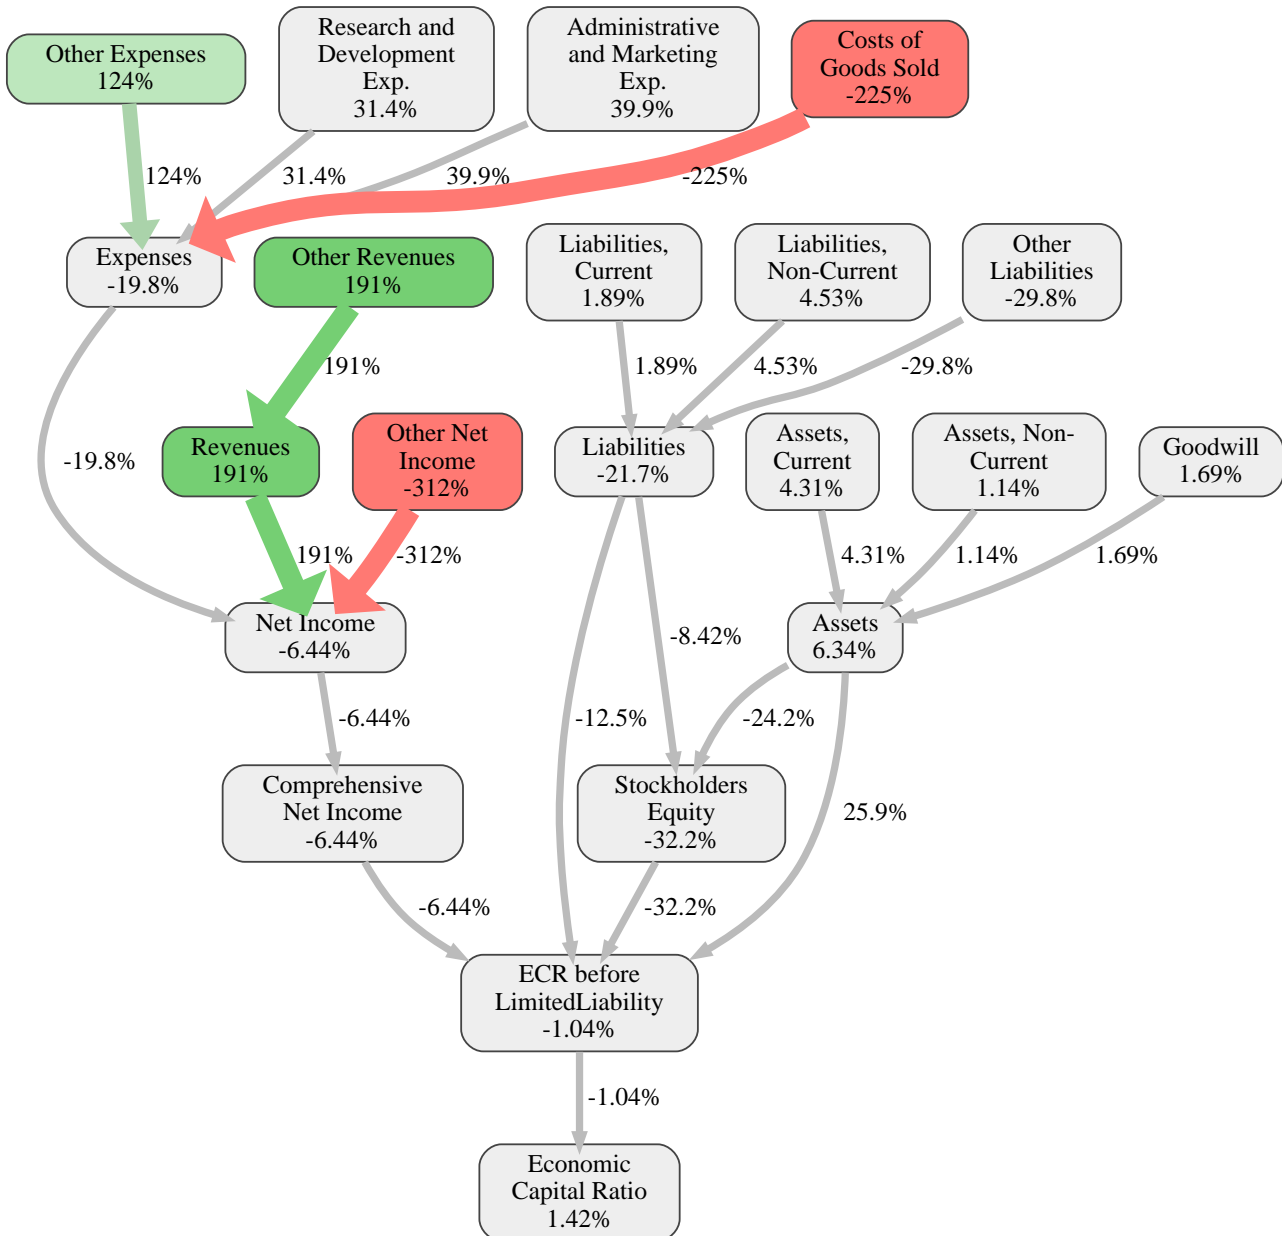 Other Expenses
124%
Research and
Development
Exp.
31.4%
Administrative
and Marketing
Exp.
39.9%
Costs of
Goods Sold
-225%
124%
31.4%
39.9%
-225%
Expenses
-19.8%
Other Revenues
191%
Liabilities,
Current
1.89%
Liabilities,
Non-Current
4.53%
Other
Liabilities
-29.8%
191%
1.89%
4.53%
-29.8%
-19.8%
Revenues
191%
Other Net
Income
-312%
Liabilities
-21.7%
Assets,
Current
4.31%
Assets, Non-
Current
1.14%
Goodwill
1.69%
191%
-312%
4.31%
1.14%
1.69%
Net Income
-6.44%
-8.42%
Assets
6.34%
-6.44%
-12.5%
-24.2%
Comprehensive
Net Income
-6.44%
Stockholders
Equity
-32.2%
25.9%
-6.44%
-32.2%
ECR before
LimitedLiability
-1.04%
-1.04%
Economic
Capital Ratio
1.42%